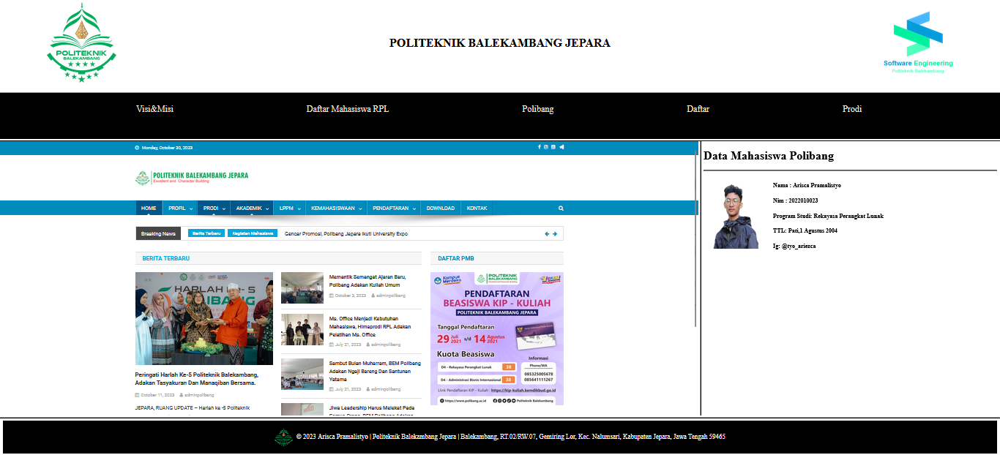 POLITEKNIK
BALEKAMBANG
POLITEKNIK BALEKAMBANG JEPARA
Software Engineering
Politeknik Balekambang
Visi&Misi
Daftar Mahasiswa RPL
Polibang
Daftar
Prodi
Monday, October 30, 2023
POLITEKNIK BALEKAMBANG JEPARA
Excellent and Character Building
HOME
PROFIL
PRODI
AKADEMIK
LPPM
KEMAHASISWAAN
PENDAFTARAN
DOWNLOAD
KONTAK
Breaking News
Berita Terbaru
Kegiatan Mahasiswa
Gencar Promosi, Polibang Jepara Ikuti University Expo
BERITA TERBARU
HARLAH ke-5
Peringati Harlah Ke-5 Politeknik Balekambang,
Adakan Tasyakuran Dan Manaqiban Bersama.
October 11, 2023 adminpolibang
JEPARA, RUANG UPDATE – Harlah ke -5 Politeknik
Memantik Semangat Ajaran Baru,
Polibang Adakan Kuliah Umum
October 3, 2023 adminpolibang
Ms. Office Menjadi Kebutuhan
Mahasiswa, Himaprodi RPL Adakan
Pelatihan Ms. Office
July 21, 2023 adminpolibang
Sambut Bulan Muharram, BEM Polibang
Adakan Ngaji Bareng Dan Santunan
Yatama
July 21, 2023 adminpolibang
Jiwa Leadership Harus Melekat Pada
DAFTAR PMB
Kampus
Merdeka
POLITEKNIK
BALEKAMBANG
PENDAFTARAN
BEASISWA KIP - KULIAH
POLITEKNIK BALEKAMBANG JEPARA
Tanggal Pendaftaran
29 Juli 2021 s/d 14 Agustus 2021
Kuota Beasiswa
D4 - Rekayasa Perangkat Lunak 38
D4 - Administrasi Bisnis Internasional 38
Informasi
Phone/WA
085325005678
085641111267
Link Pendaftaran KIP - Kuliah : https://kip-kuliah.kemdikbud.go.id
https://www.polibang.ac.id Politeknik Balekambang
Data Mahasiswa Polibang
Nama : Arisca Pramalistyo
Nim : 2022010023
Program Studi: Rekayasa Perangkat Lunak
TTL: Pati,1 Agustus 2004
Ig: @tyo_ariezca
© 2023 Arisca Pramalistyo | Politeknik Balekambang Jepara | Balekambang, RT.02/RW.07, Gemiring Lor, Kec. Nalumsari, Kabupaten Jepara, Jawa Tengah 59465